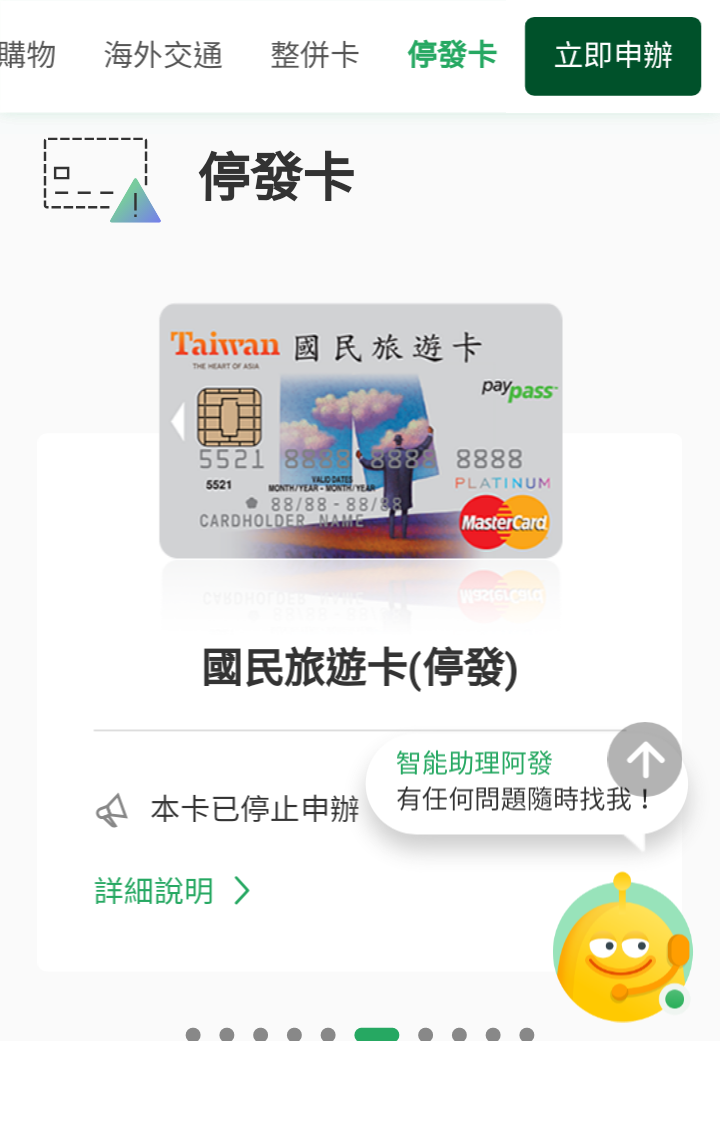 購物 海外交通 整併卡 停發卡 立即申辦
停發卡
Taiwan 國民旅遊卡
THE HEART OF ASIA
paypass
5521 8888 8888 8888
5521 VALID DATES PLATINUM
MONTH/YEAR - MONTH/YEAR
88/88 - 88/88
CARDHOLDER NAME MasterCard
國民旅遊卡(停發)
智能助理阿發
有任何問題隨時找我！
本卡已停止申辦
詳細說明